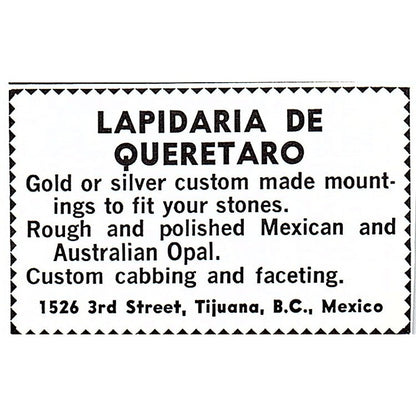 LAPIDARIA DE
QUERETARO
Gold or silver custom made mount-
ings to fit your stones.
Rough and polished Mexican and
Australian Opal.
Custom cabbing and faceting.
1526 3rd Street, Tijuana, B.C., Mexico